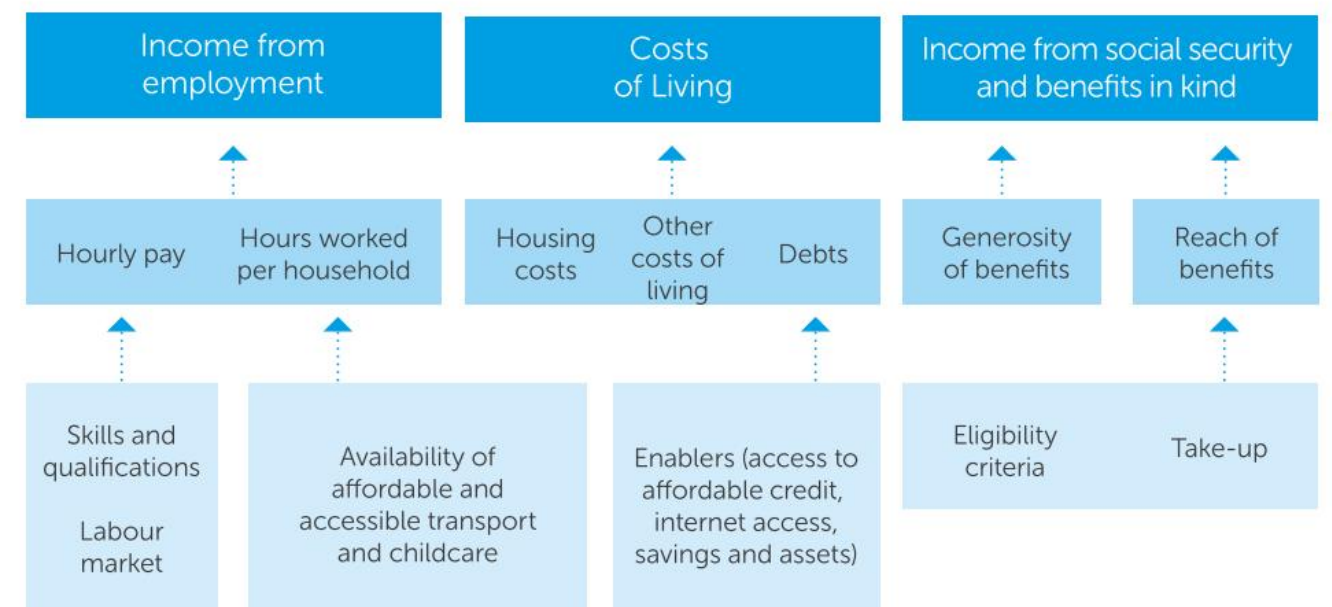 Income from
employment
Costs
of Living
Income from social security
and benefits in kind
Hourly pay
Hours worked
per household
Housing
costs
Other
costs of
living
Debts
Generosity
of benefits
Reach of
benefits
Skills and
qualifications
Labour
market
Availability of
affordable and
accessible transport
and childcare
Enablers (access to
affordable credit,
internet access,
savings and assets)
Eligibility
criteria
Take-up